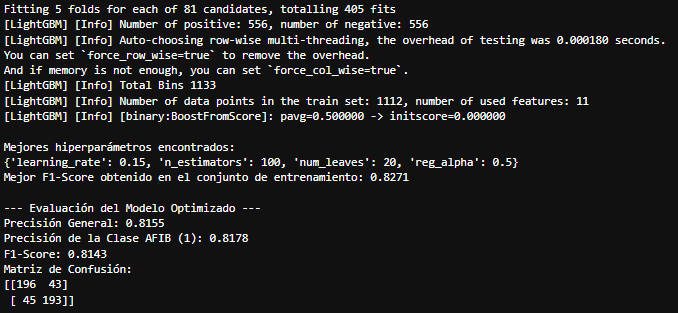 Fitting 5 folds for each of 81 candidates, totalling 405 fits
[LightGBM] [Info] Number of positive: 556, number of negative: 556
[LightGBM] [Info] Auto-choosing row-wise multi-threading, the overhead of testing was 0.000180 seconds.
You can set `force_row_wise=true` to remove the overhead.
And if memory is not enough, you can set `force_col_wise=true`.
[LightGBM] [Info] Total Bins 1133
[LightGBM] [Info] Number of data points in the train set: 1112, number of used features: 11
[LightGBM] [Info] [binary:BoostFromScore]: pavg=0.500000 -> initscore=0.000000

Mejores hiperparámetros encontrados:
{'learning_rate': 0.15, 'n_estimators': 100, 'num_leaves': 20, 'reg_alpha': 0.5}
Mejor F1-Score obtenido en el conjunto de entrenamiento: 0.8271

--- Evaluación del Modelo Optimizado ---
Precisión General: 0.8155
Precisión de la Clase AFIB (1): 0.8178
F1-Score: 0.8143
Matriz de Confusión:
[[196  43]
 [ 45 193]]